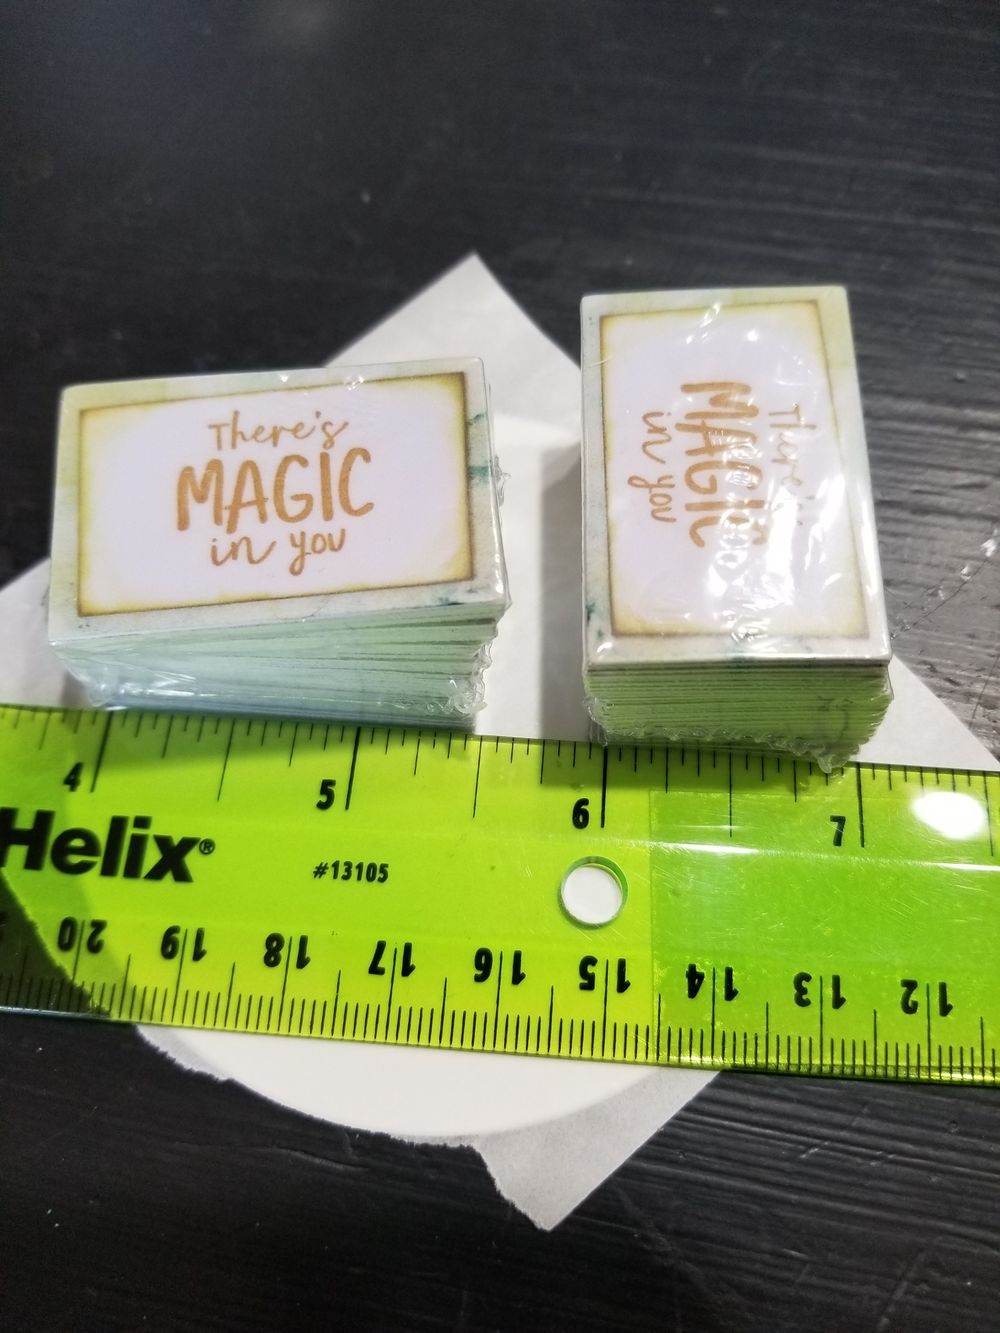 There's
MAGIC
in you
There's
MAGIC
in you
4 5 6 7
Helix®
#13105
20 19 18 17 16 15 14 13 12